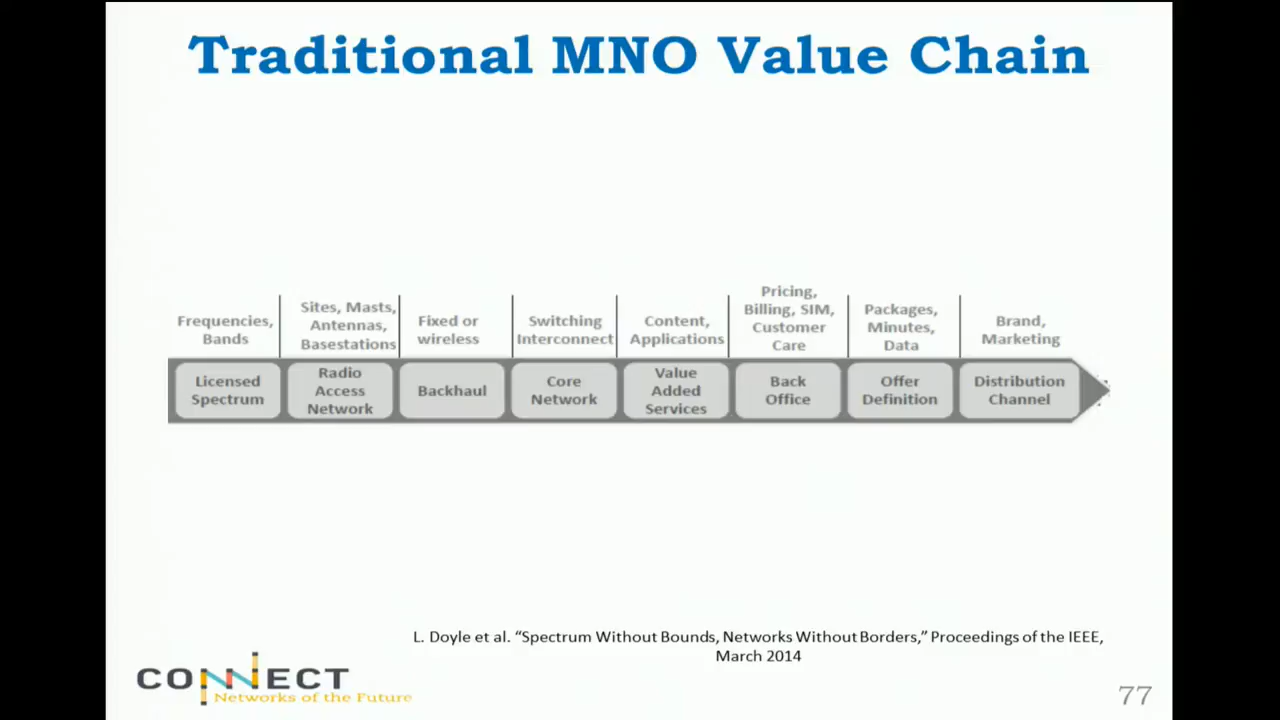 Traditional MNO Value Chain
Frequencies,
Bands
Sites, Masts,
Antennas,
Basestations
Fixed or
wireless
Switching
Interconnect
Content,
Applications
Pricing,
Billing, SIM,
Customer
Care
Packages,
Minutes,
Data
Brand,
Marketing
Licensed
Spectrum
Radio
Access
Network
Backhaul
Core
Network
Value
Added
Services
Back
Office
Offer
Definition
Distribution
Channel
L. Doyle et al. “Spectrum Without Bounds, Networks Without Borders,” Proceedings of the IEEE,
March 2014
CONNECT
Networks of the Future
77